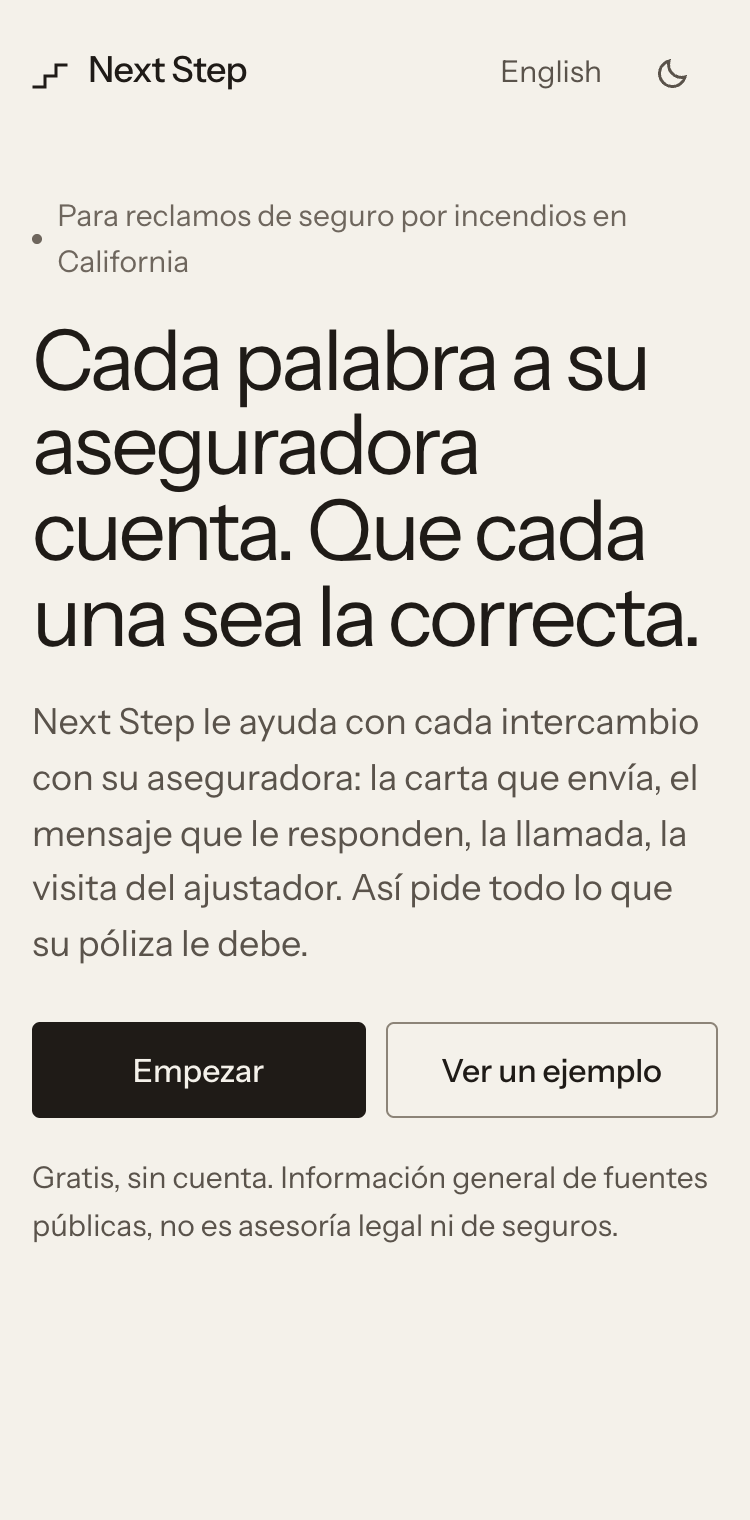 Next Step
English
Para reclamos de seguro por incendios en
California
Cada palabra a su
aseguradora
cuenta. Que cada
una sea la correcta.
Next Step le ayuda con cada intercambio
con su aseguradora: la carta que envía, el
mensaje que le responden, la llamada, la
visita del ajustador. Así pide todo lo que
su póliza le debe.
Empezar
Ver un ejemplo
Gratis, sin cuenta. Información general de fuentes
públicas, no es asesoría legal ni de seguros.